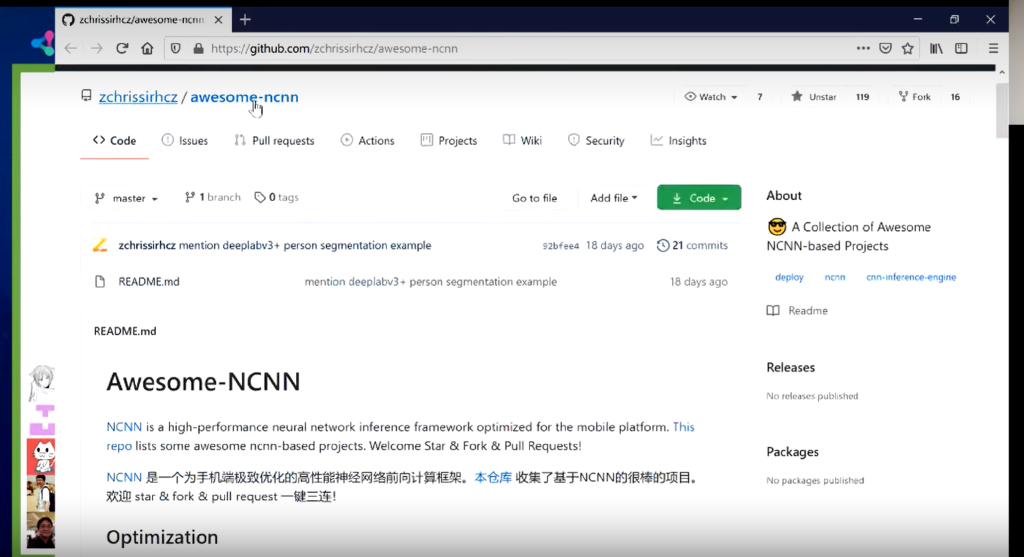 zchrissirhcz/awesome-ncnn
https://github.com/zchrissirhcz/awesome-ncnn
zchrissirhcz / awesome-ncnn
Watch 7 Unstar 119 Fork 16
Code Issues Pull requests Actions Projects Wiki Security Insights
master 1 branch 0 tags Go to file Add file Code
zchrissirhcz mention deeplabv3+ person segmentation example 92bfee4 18 days ago 21 commits
README.md mention deeplabv3+ person segmentation example 18 days ago
README.md
Awesome-NCNN
NCNN is a high-performance neural network inference framework optimized for the mobile platform. This
repo lists some awesome ncnn-based projects. Welcome Star & Fork & Pull Requests!
NCNN 是一个为手机端极致优化的高性能神经网络前向计算框架。本仓库 收集了基于NCNN的很棒的项目。
欢迎 star & fork & pull request 一键三连!
Optimization
About
A Collection of Awesome
NCNN-based Projects
deploy ncnn cnn-inference-engine
Readme
Releases
No releases published
Packages
No packages published